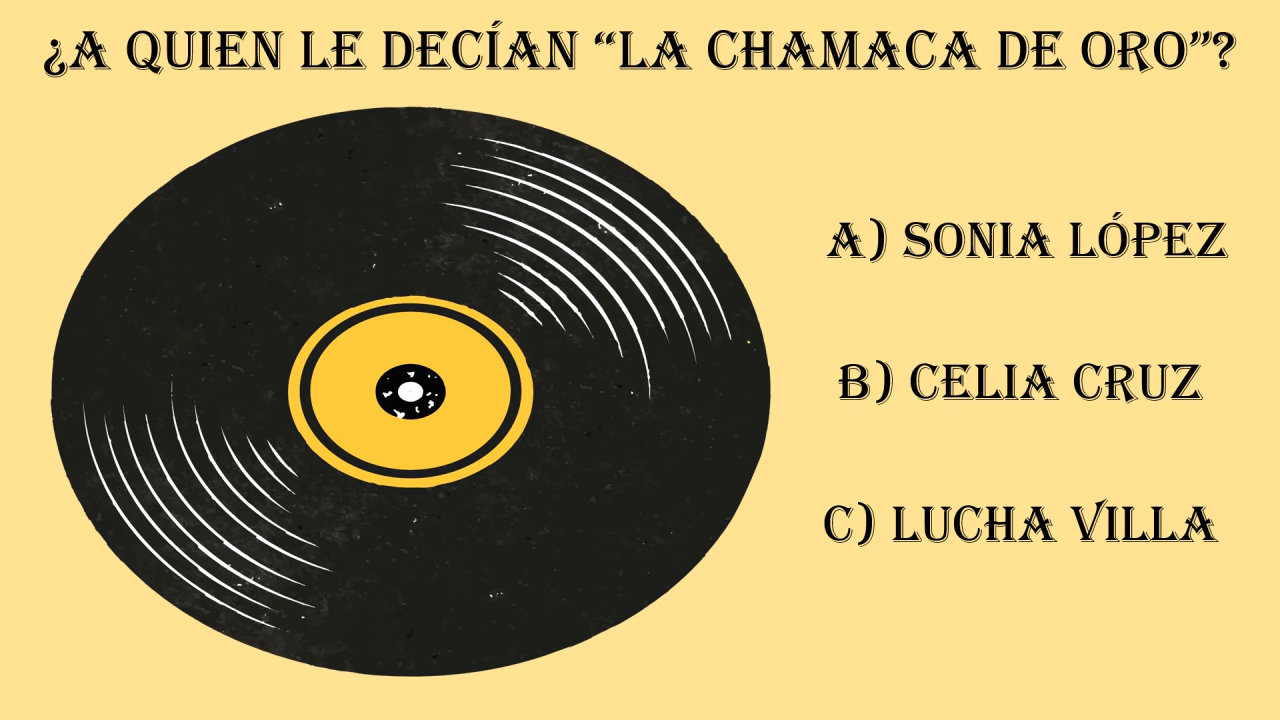 ¿A QUIEN LE DECÍAN “LA CHAMACA DE ORO”?
A) SONIA LÓPEZ
B) CELIA CRUZ
C) LUCHA VILLA